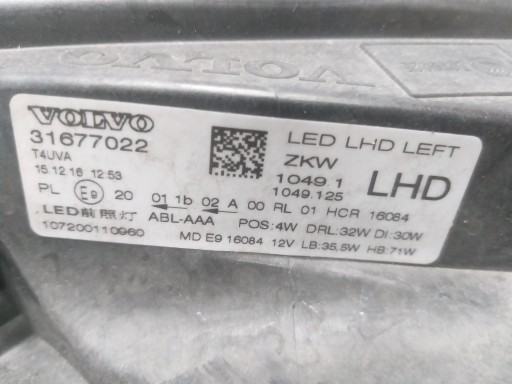 VOLVO
VOLVO
31677022
T4UVA
15.12.16 12:53
PL E9 20 01 1b 02 A 00 RL 01 HCR 16084
LED前照灯 ABL-AAA POS:4W DRL:32W DI:30W
107200110960 MD E9 16084 12V LB:35,5W HB:71W
LED LHD LEFT
ZKW
1049.1
1049.125
LHD